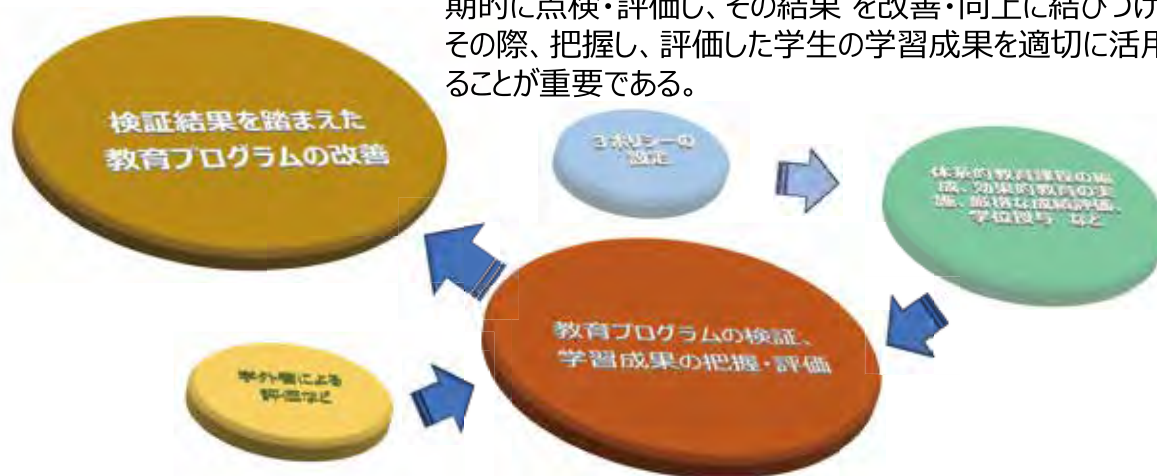 期的に点検・評価し、その結果 を改善・向上に結びつけ
その際、把握し、評価した学生の学習成果を適切に活用
ることが重要である。
検証結果を踏まえた
教育プログラムの改善
3ポリシーの
設定
体系的教育課程の編
成、効果的教育の実
施、厳格な成績評価、
学位授与 など
教育プログラムの検証、
学習成果の把握・評価
学外者による
評価など